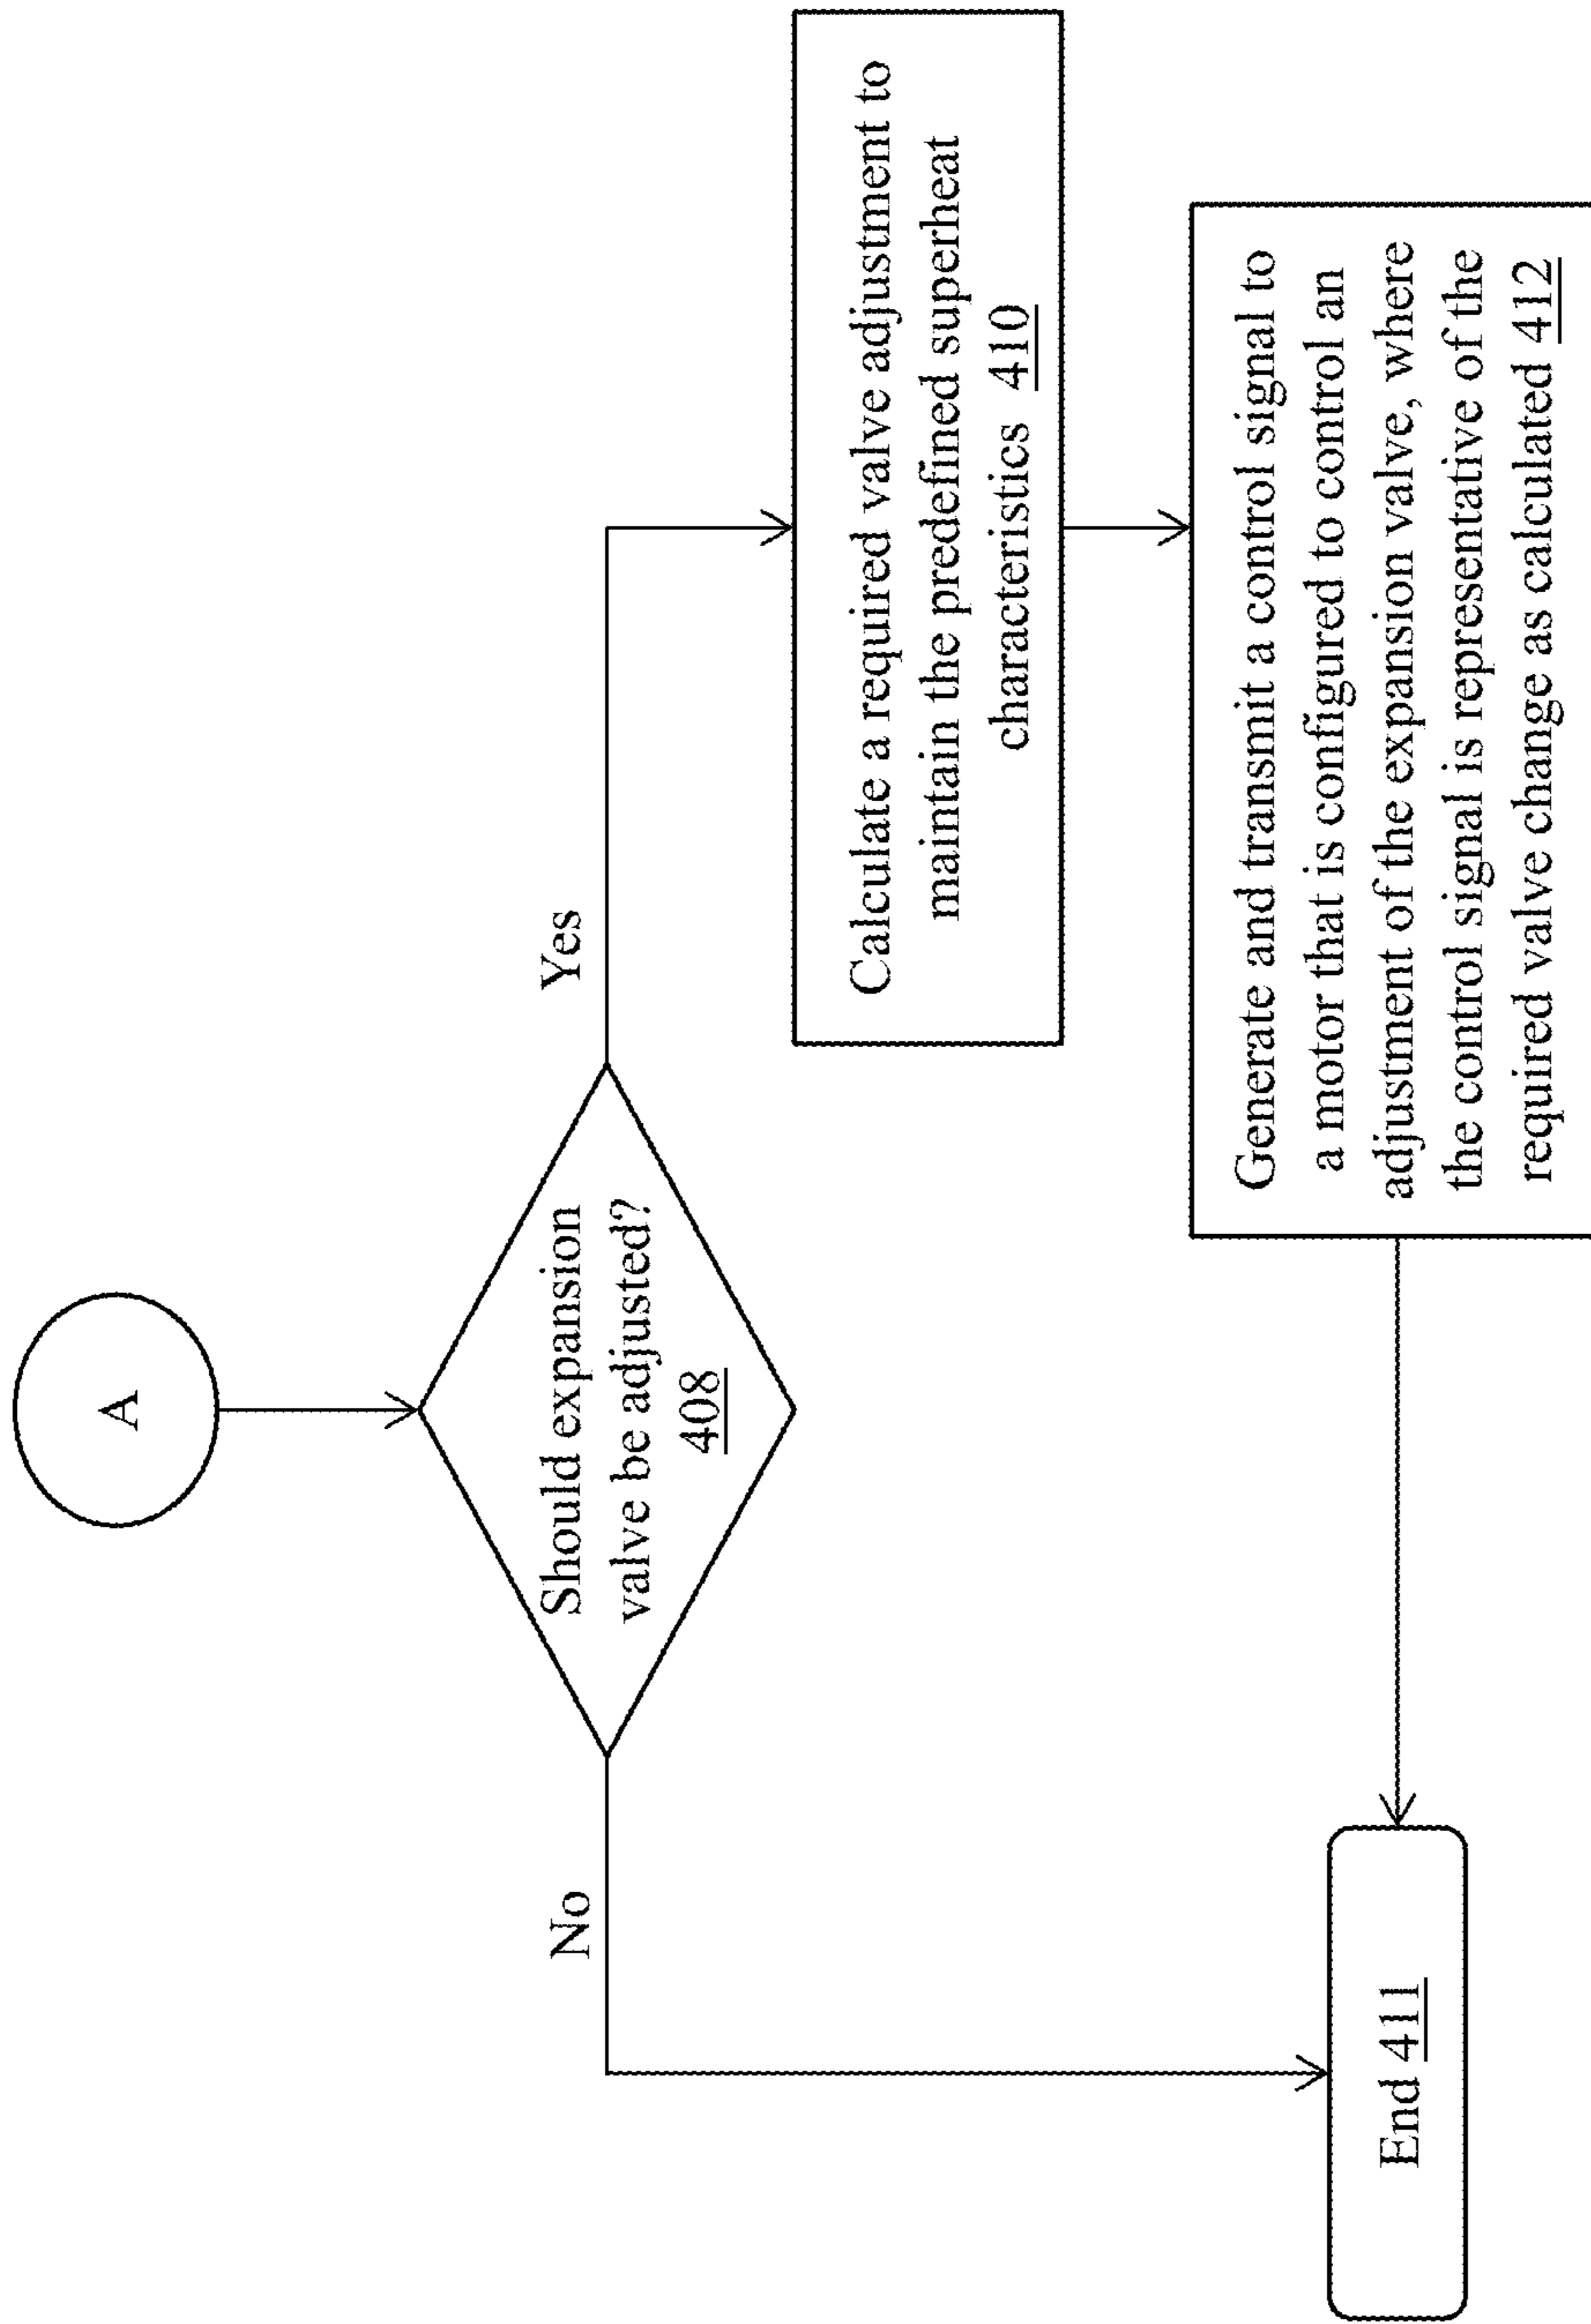 A
Should expansion
valve be adjusted?
408
No
Yes
Calculate a required valve adjustment to
maintain the predefined superheat
characteristics 410
Generate and transmit a control signal to
a motor that is configured to control an
adjustment of the expansion valve, where
the control signal is representative of the
required valve change as calculated 412
End 411